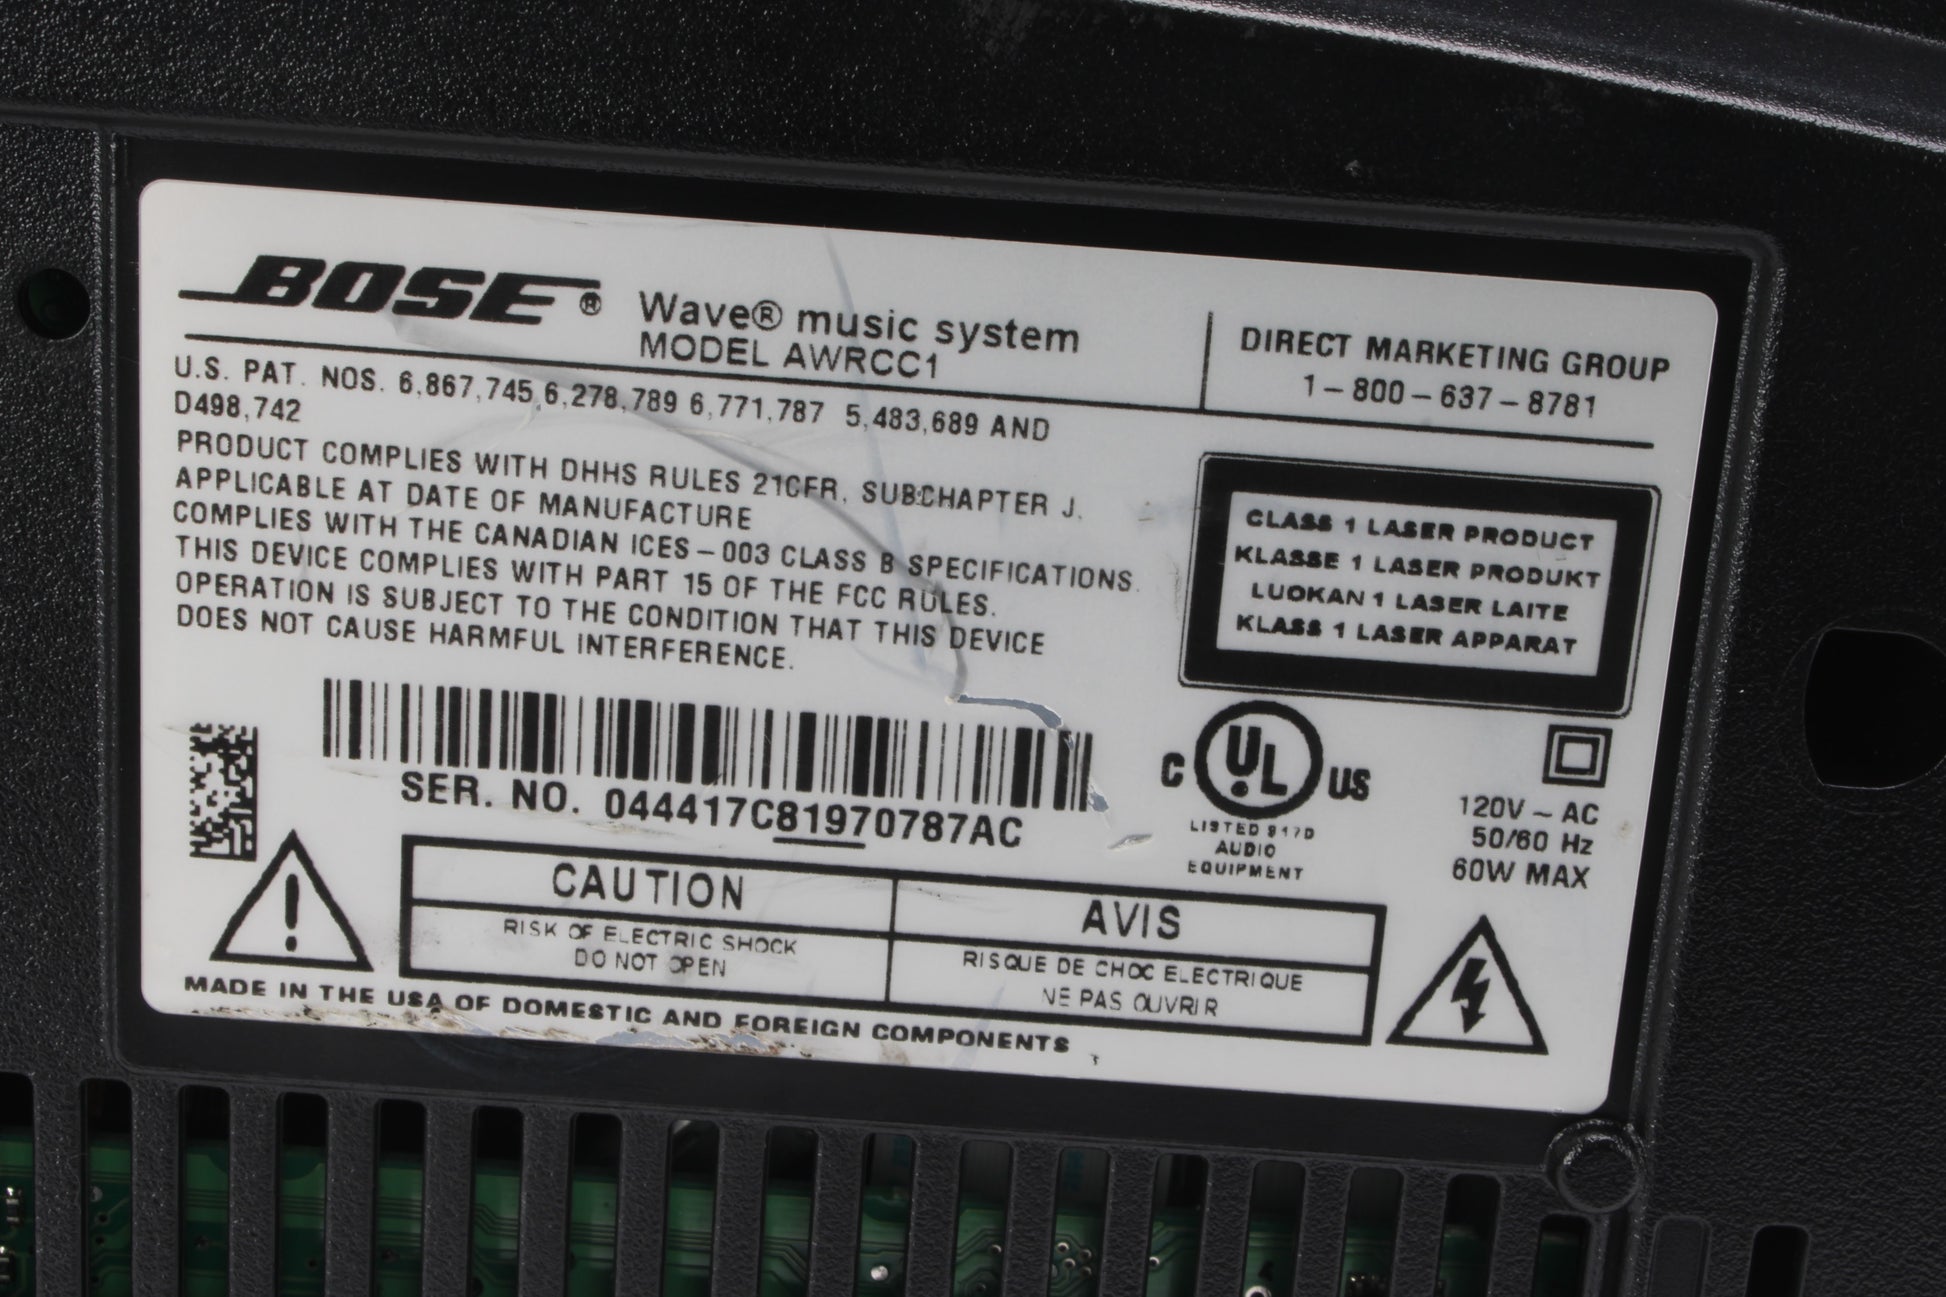 BOSE®
Wave® music system
MODEL AWRCC1
DIRECT MARKETING GROUP
1-800-637-8781
U.S. PAT. NOS. 6,867,745 6,278,789 6,771,787 5,483,689 AND
D498,742
PRODUCT COMPLIES WITH DHHS RULES 21CFR, SUBCHAPTER J.
APPLICABLE AT DATE OF MANUFACTURE
COMPLIES WITH THE CANADIAN ICES-003 CLASS B SPECIFICATIONS.
THIS DEVICE COMPLIES WITH PART 15 OF THE FCC RULES.
OPERATION IS SUBJECT TO THE CONDITION THAT THIS DEVICE
DOES NOT CAUSE HARMFUL INTERFERENCE.
CLASS 1 LASER PRODUCT
KLASSE 1 LASER PRODUKT
LUOKAN 1 LASER LAITE
KLASS 1 LASER APPARAT
SER. NO. 044417C81970787AC
C UL US
LISTED 917D
AUDIO
EQUIPMENT
120V ~ AC
50/60 Hz
60W MAX
CAUTION
RISK OF ELECTRIC SHOCK
DO NOT OPEN
AVIS
RISQUE DE CHOC ELECTRIQUE
NE PAS OUVRIR
MADE IN THE USA OF DOMESTIC AND FOREIGN COMPONENTS